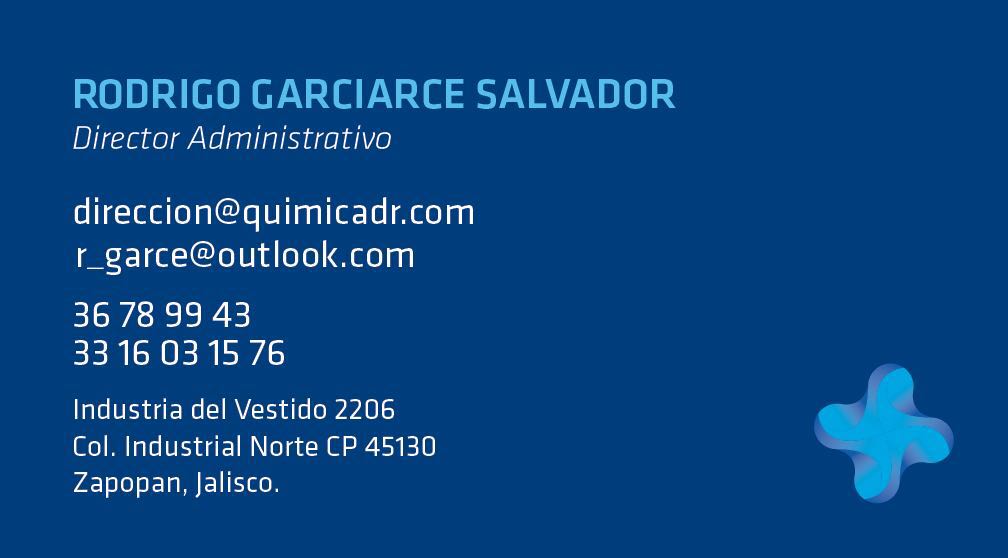 RODRIGO GARCIARCE SALVADOR
Director Administrativo
direccion@quimicadr.com
r_garce@outlook.com
36 78 99 43
33 16 03 15 76
Industria del Vestido 2206
Col. Industrial Norte CP 45130
Zapopan, Jalisco.